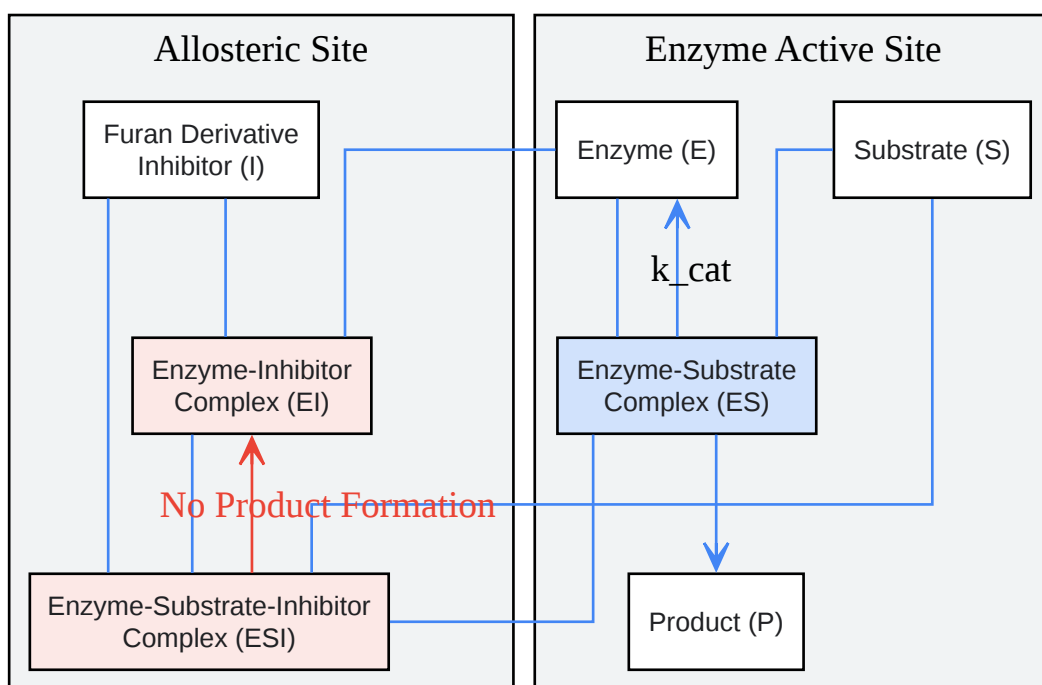 Allosteric Site
Enzyme Active Site
Furan Derivative
Inhibitor (I)
Enzyme (E)
Substrate (S)
k_cat
Enzyme-Inhibitor
Complex (EI)
Enzyme-Substrate
Complex (ES)
No Product Formation
Enzyme-Substrate-Inhibitor
Complex (ESI)
Product (P)